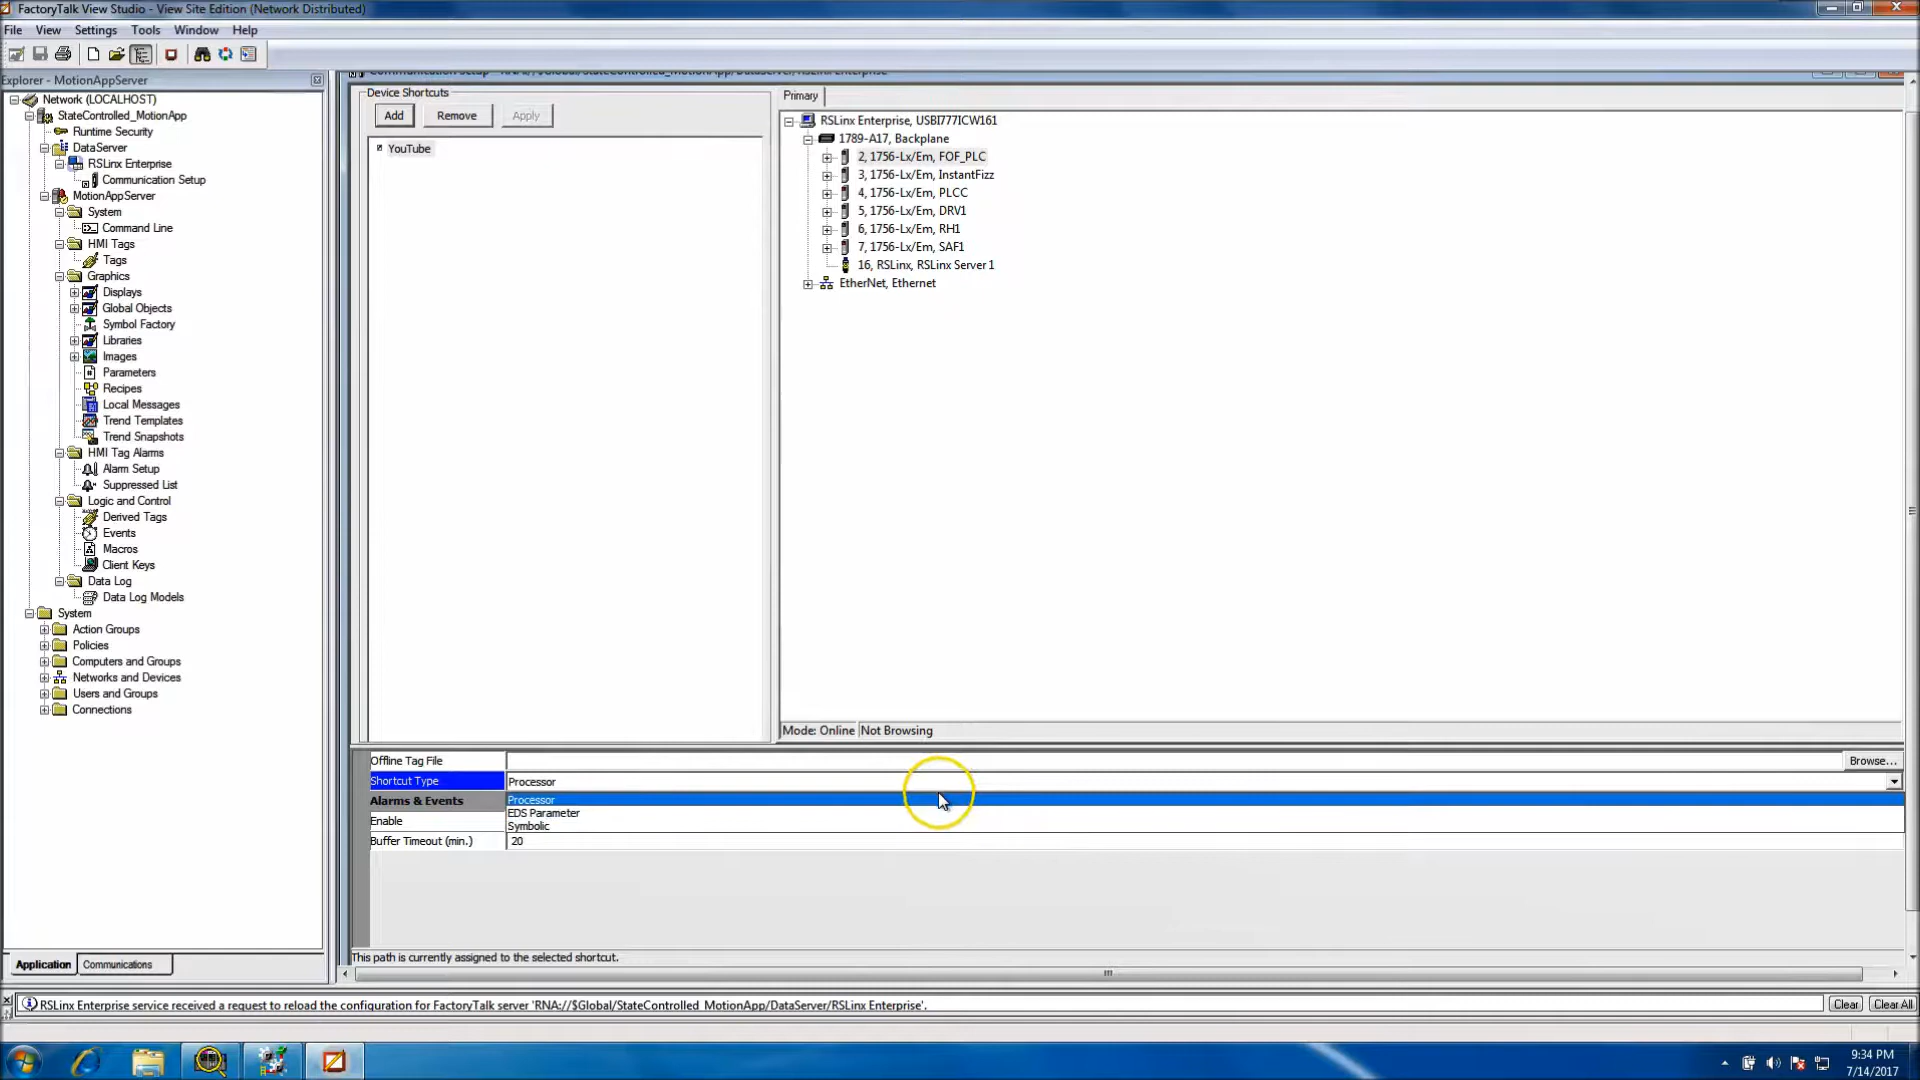 FactoryTalk View Studio - View Site Edition (Network Distributed)
File View Settings Tools Window Help
Explorer - MotionAppServer
Network (LOCALHOST)
StateControlled_MotionApp
Runtime Security
DataServer
RSLinx Enterprise
Communication Setup
MotionAppServer
System
Command Line
HMI Tags
Tags
Graphics
Displays
Global Objects
Symbol Factory
Libraries
Images
Parameters
Recipes
Local Messages
Trend Templates
Trend Snapshots
HMI Tag Alarms
Alarm Setup
Suppressed List
Logic and Control
Derived Tags
Events
Macros
Client Keys
Data Log
Data Log Models
System
Action Groups
Policies
Computers and Groups
Networks and Devices
Users and Groups
Connections
Application Communications
Communication Setup - RNA://$Global/StateControlled_MotionApp/DataServer/RSLinx Enterprise
Device Shortcuts
Add Remove Apply
YouTube
Primary
RSLinx Enterprise, USBI777ICW161
1789-A17, Backplane
2, 1756-Lx/Em, FOF_PLC
3, 1756-Lx/Em, InstantFizz
4, 1756-Lx/Em, PLCC
5, 1756-Lx/Em, DRV1
6, 1756-Lx/Em, RH1
7, 1756-Lx/Em, SAF1
16, RSLinx, RSLinx Server 1
EtherNet, Ethernet
Mode: Online Not Browsing
Offline Tag File Browse...
Shortcut Type Processor
Alarms & Events Processor
EDS Parameter
Enable Symbolic
Buffer Timeout (min.) 20
This path is currently assigned to the selected shortcut.
RSLinx Enterprise service received a request to reload the configuration for FactoryTalk server 'RNA://$Global/StateControlled_MotionApp/DataServer/RSLinx Enterprise'. Clear Clear All
9:34 PM
7/14/2017